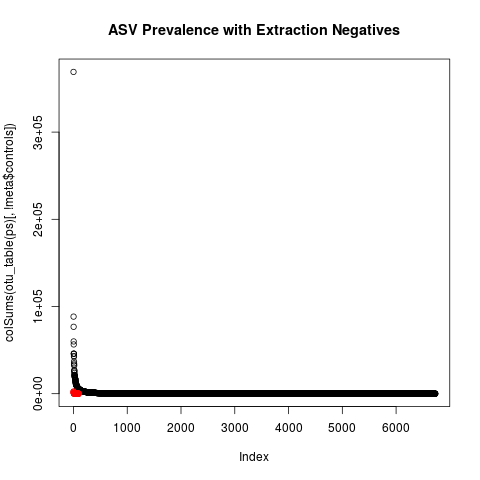 ASV Prevalence with Extraction Negatives
colSums(otu_table(ps)[, !meta$controls])
3e+05
2e+05
1e+05
0e+00
0 1000 2000 3000 4000 5000 6000
Index